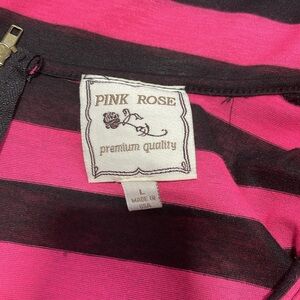 PINK ROSE
premium quality
L
MADE IN
USA